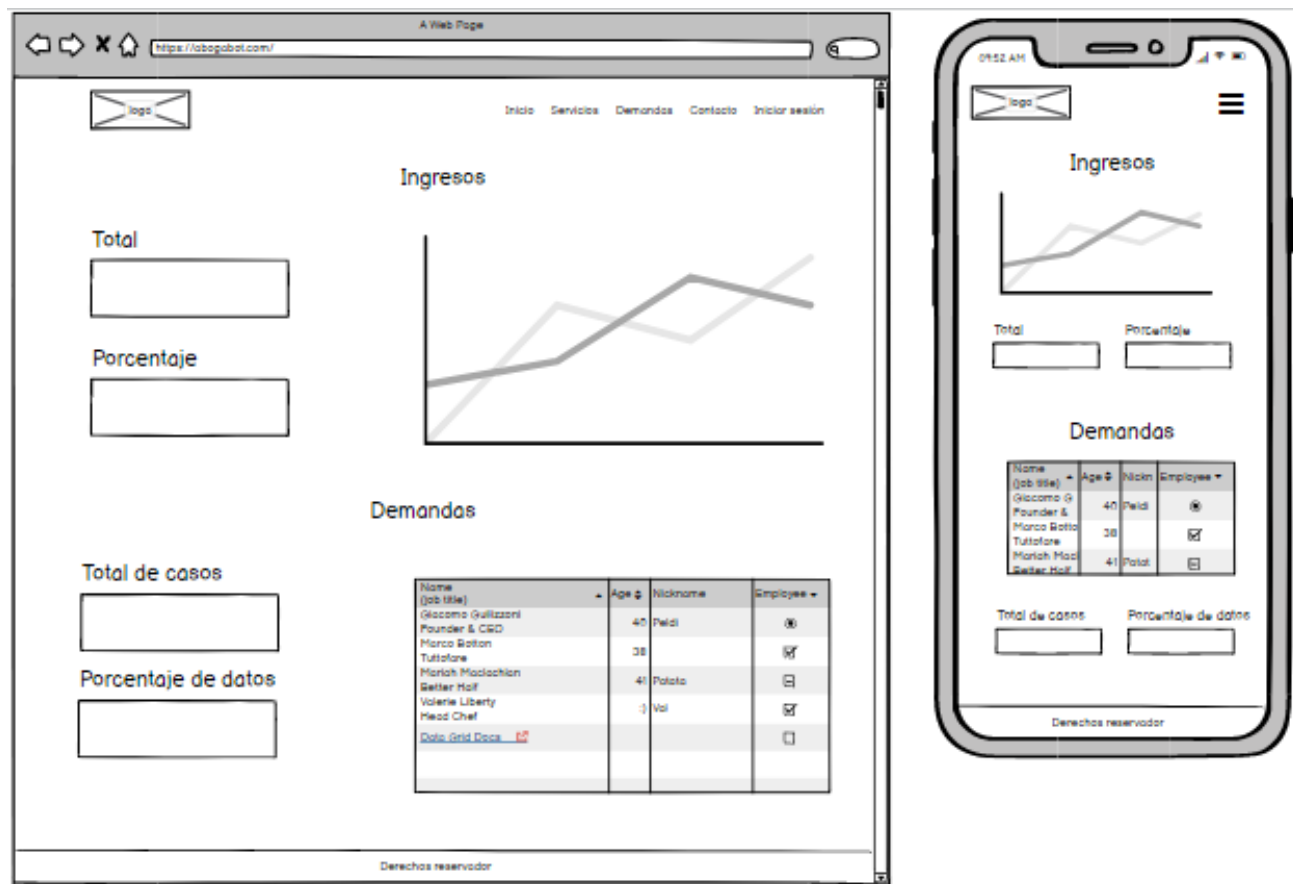 A Web Page
https://abogabot.com/
logo
Inicio Servicios Demandas Contacto Iniciar sesión
Ingresos
Total
Porcentaje
Demandas
Total de casos
Porcentaje de datos
Name
(job title) Age Nickname Employee
Giacomo Guilizzoni
Founder & CEO 40 Peldi
Marco Botton
Tuttofare 38
Mariah Maclachlan
Better Half 41 Patata
Valerie Liberty
Head Chef :) Val
Data Grid Docs
Derechos reservador
09:52 AM
logo
Ingresos
Total Porcentaje
Demandas
Name
(job title) Age Nickn Employee
Giacomo G
Founder & 40 Peldi
Marco Botto
Tuttofare 38
Mariah Macl
Better Half 41 Patat
Total de casos Porcentaje de datos
Derechos reservador